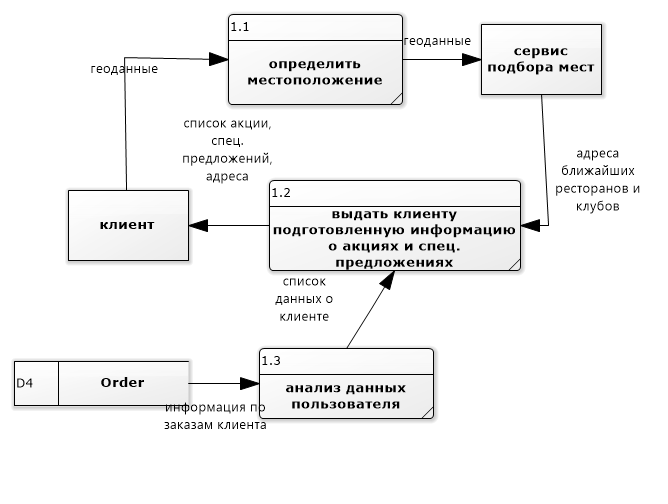 1.1
определить
местоположение
геоданные
геоданные
сервис
подбора мест
список акции,
спец.
предложений,
адреса
адреса
ближайших
ресторанов и
клубов
клиент
1.2
выдать клиенту
подготовленную информацию
о акциях и спец.
предложениях
список
данных о
клиенте
1.3
анализ данных
пользователя
D4
Order
информация по
заказам клиента